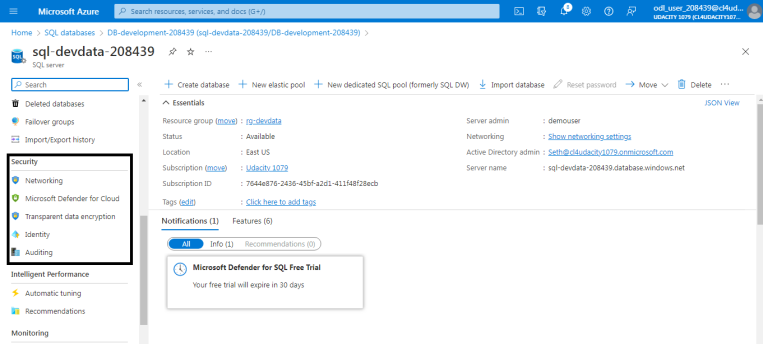 Microsoft Azure
Search resources, services, and docs (G+/)
odl_user_208439@cl4ud...
UDACITY 1079 (CL4UDACITY107...
Home > SQL databases > DB-development-208439 (sql-devdata-208439/DB-development-208439) >
sql-devdata-208439
SQL server
Search
Deleted databases
Failover groups
Import/Export history
Security
Networking
Microsoft Defender for Cloud
Transparent data encryption
Identity
Auditing
Intelligent Performance
Automatic tuning
Recommendations
Monitoring
Create database
New elastic pool
New dedicated SQL pool (formerly SQL DW)
Import database
Reset password
Move
Delete
Essentials
JSON View
Resource group (move) : rg-devdata
Status : Available
Location : East US
Subscription (move) : Udacity 1079
Subscription ID : 7644e876-2436-45bf-a2d1-411f48f28ecb
Tags (edit) : Click here to add tags
Server admin : demouser
Networking : Show networking settings
Active Directory admin : Seth@cl4udacity1079.onmicrosoft.com
Server name : sql-devdata-208439.database.windows.net
Notifications (1)
Features (6)
All
Info (1)
Recommendations (0)
Microsoft Defender for SQL Free Trial
Your free trial will expire in 30 days